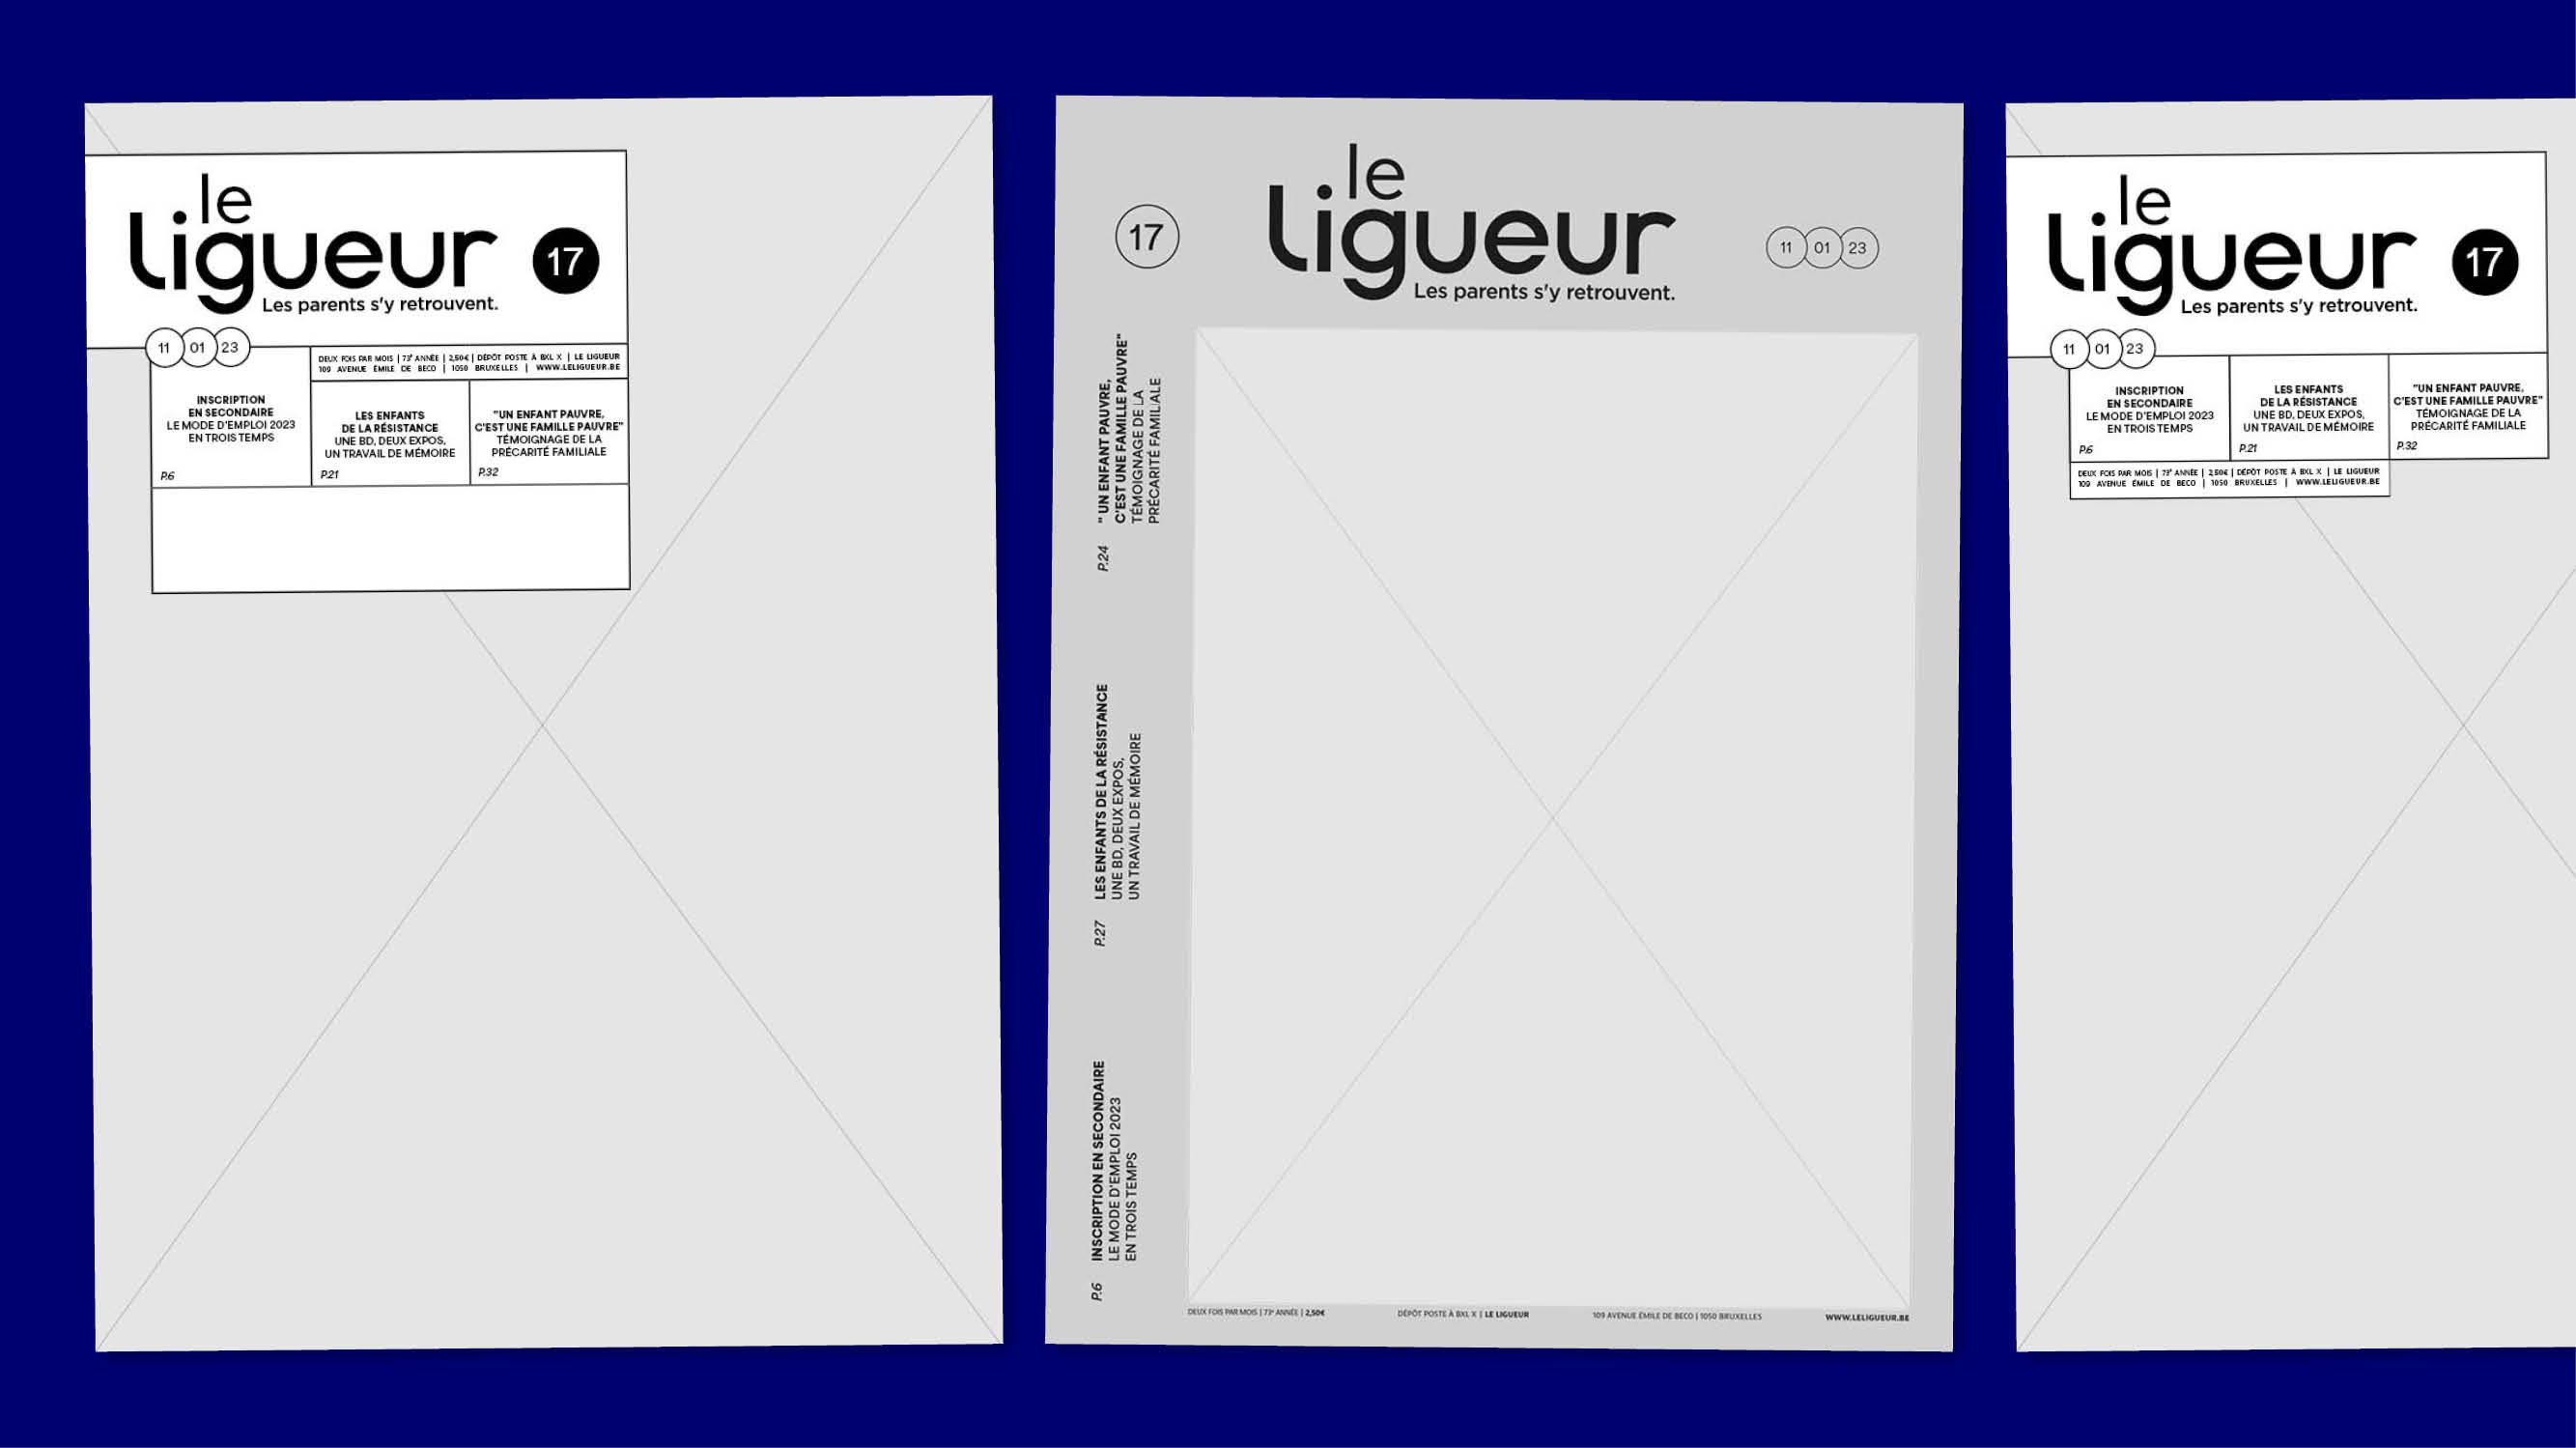 le
Ligueur
17
Les parents s'y retrouvent.
11 01 23
DEUX FOIS PAR MOIS | 73e ANNÉE | 2,50€ | DÉPÔT POSTE À BXL X | LE LIGUEUR
109 AVENUE ÉMILE DE BECO | 1050 BRUXELLES | WWW.LELIGUEUR.BE
INSCRIPTION
EN SECONDAIRE
LE MODE D'EMPLOI 2023
EN TROIS TEMPS
P.6
LES ENFANTS
DE LA RÉSISTANCE
UNE BD, DEUX EXPOS,
UN TRAVAIL DE MÉMOIRE
P.21
"UN ENFANT PAUVRE,
C'EST UNE FAMILLE PAUVRE"
TÉMOIGNAGE DE LA
PRÉCARITÉ FAMILIALE
P.32
17
le
Ligueur
Les parents s'y retrouvent.
11 01 23
" UN ENFANT PAUVRE,
C'EST UNE FAMILLE PAUVRE"
TÉMOIGNAGE DE LA
PRÉCARITÉ FAMILIALE
P.24
LES ENFANTS DE LA RÉSISTANCE
UNE BD, DEUX EXPOS,
UN TRAVAIL DE MÉMOIRE
P.27
INSCRIPTION EN SECONDAIRE
LE MODE D'EMPLOI 2023
EN TROIS TEMPS
P.6
DEUX FOIS PAR MOIS | 73e ANNÉE | 2,50€ DÉPÔT POSTE À BXL X | LE LIGUEUR 109 AVENUE ÉMILE DE BECO | 1050 BRUXELLES WWW.LELIGUEUR.BE
le
Ligueur
17
Les parents s'y retrouvent.
11 01 23
INSCRIPTION
EN SECONDAIRE
LE MODE D'EMPLOI 2023
EN TROIS TEMPS
P.6
LES ENFANTS
DE LA RÉSISTANCE
UNE BD, DEUX EXPOS,
UN TRAVAIL DE MÉMOIRE
P.21
"UN ENFANT PAUVRE,
C'EST UNE FAMILLE PAUVRE"
TÉMOIGNAGE DE LA
PRÉCARITÉ FAMILIALE
P.32
DEUX FOIS PAR MOIS | 73e ANNÉE | 2,50€ | DÉPÔT POSTE À BXL X | LE LIGUEUR
109 AVENUE ÉMILE DE BECO | 1050 BRUXELLES | WWW.LELIGUEUR.BE